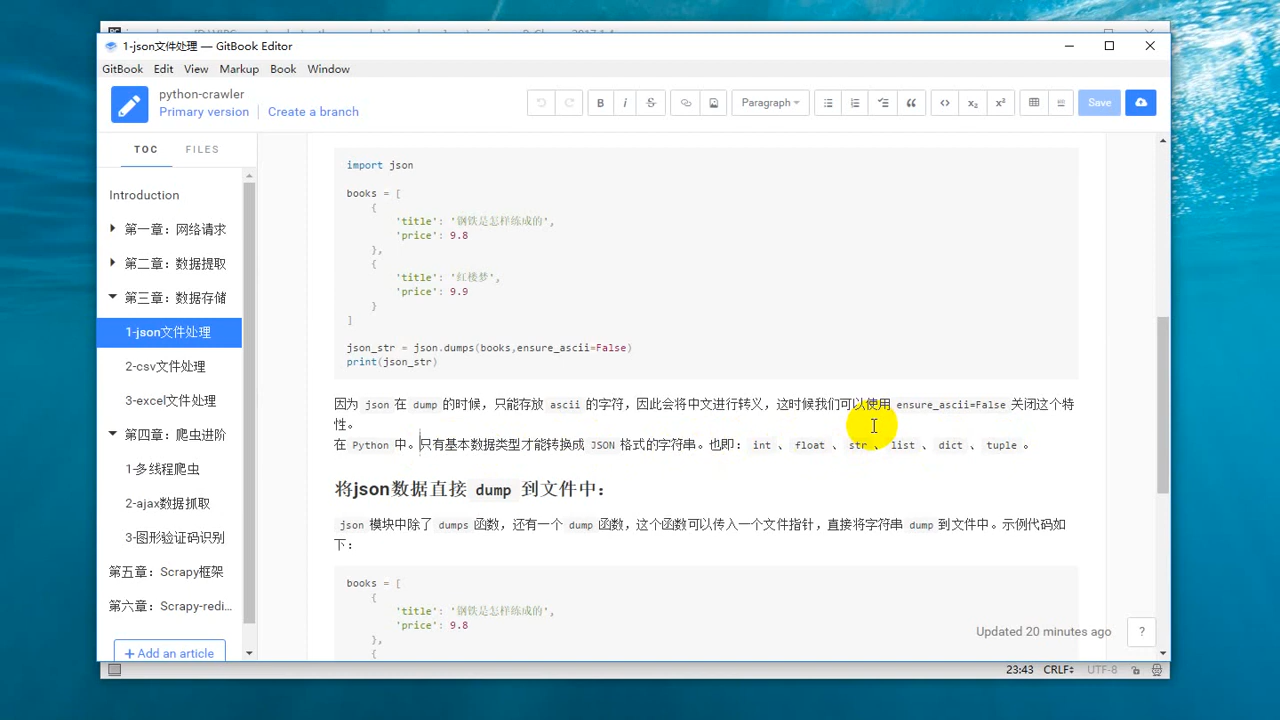 1-json文件处理 — GitBook Editor
GitBook Edit View Markup Book Window
python-crawler
Primary version Create a branch
B i Paragraph x₂ x² Save
TOC FILES
Introduction
第一章：网络请求
第二章：数据提取
第三章：数据存储
1-json文件处理
2-csv文件处理
3-excel文件处理
第四章：爬虫进阶
1-多线程爬虫
2-ajax数据抓取
3-图形验证码识别
第五章：Scrapy框架
第六章：Scrapy-redi...
+ Add an article
import json
books = [
{
'title': '钢铁是怎样练成的',
'price': 9.8
},
{
'title': '红楼梦',
'price': 9.9
}
]
json_str = json.dumps(books,ensure_ascii=False)
print(json_str)
因为 json 在 dump 的时候，只能存放 ascii 的字符，因此会将中文进行转义，这时候我们可以使用 ensure_ascii=False 关闭这个特
性。
在 Python 中。只有基本数据类型才能转换成 JSON 格式的字符串。也即： int 、 float 、 str 、 list 、 dict 、 tuple 。
将json数据直接 dump 到文件中：
json 模块中除了 dumps 函数，还有一个 dump 函数，这个函数可以传入一个文件指针，直接将字符串 dump 到文件中。示例代码如
下：
books = [
{
'title': '钢铁是怎样练成的',
'price': 9.8
},
{
Updated 20 minutes ago ?
23:43 CRLF UTF-8